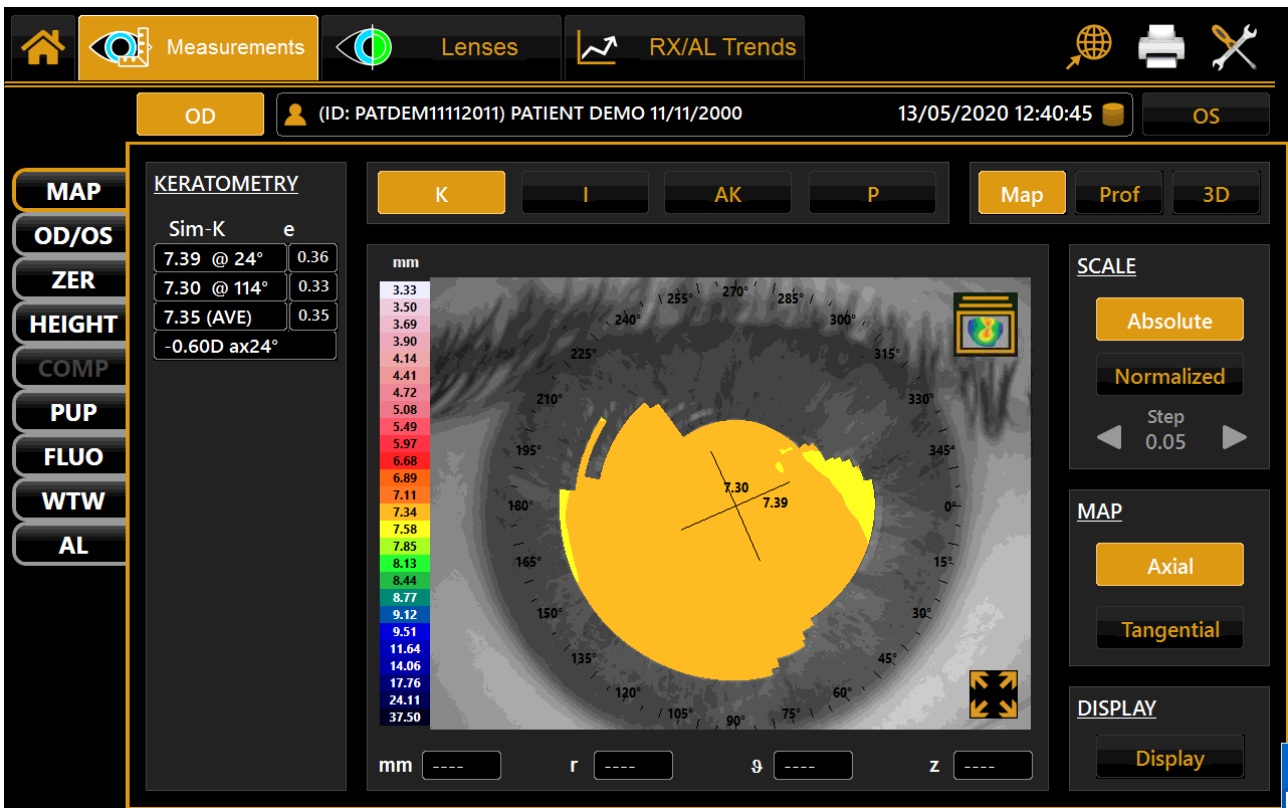 Measurements
Lenses
RX/AL Trends
OD
(ID: PATDEM11112011) PATIENT DEMO 11/11/2000
13/05/2020 12:40:45
OS
MAP
OD/OS
ZER
HEIGHT
COMP
PUP
FLUO
WTW
AL
KERATOMETRY
Sim-K e
7.39 @ 24° 0.36
7.30 @ 114° 0.33
7.35 (AVE) 0.35
-0.60D ax24°
K
I
AK
P
Map
Prof
3D
mm
3.33
3.50
3.69
3.90
4.14
4.41
4.72
5.08
5.49
5.97
6.68
6.89
7.11
7.34
7.58
7.85
8.13
8.44
8.77
9.12
9.51
11.64
14.06
17.76
24.11
37.50
255°
270°
285°
240°
300°
225°
315°
210°
330°
195°
345°
7.30
7.39
180°
0°
165°
15°
150°
30°
135°
45°
120°
60°
105°
90°
75°
mm ----
r ----
ϑ ----
z ----
SCALE
Absolute
Normalized
Step
0.05
MAP
Axial
Tangential
DISPLAY
Display